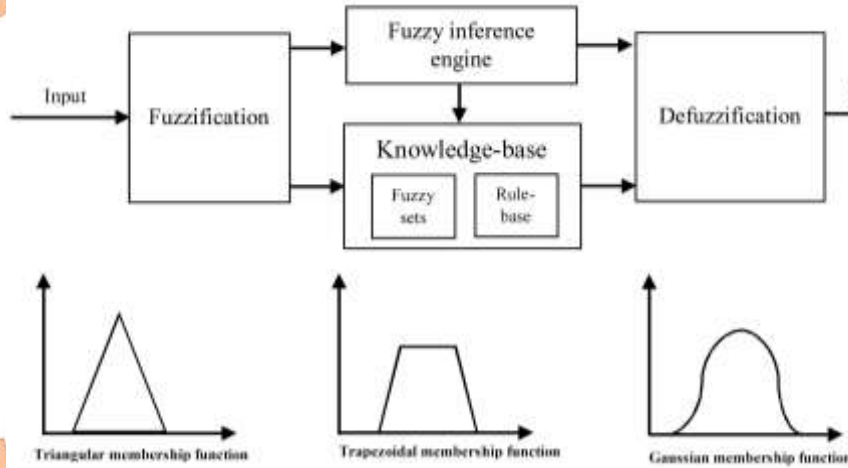 Fuzzy inference
engine
Input
Fuzzification
Defuzzification
Knowledge-base
Fuzzy
sets
Rule-
base
Triangular membership function
Trapezoidal membership function
Gaussian membership function